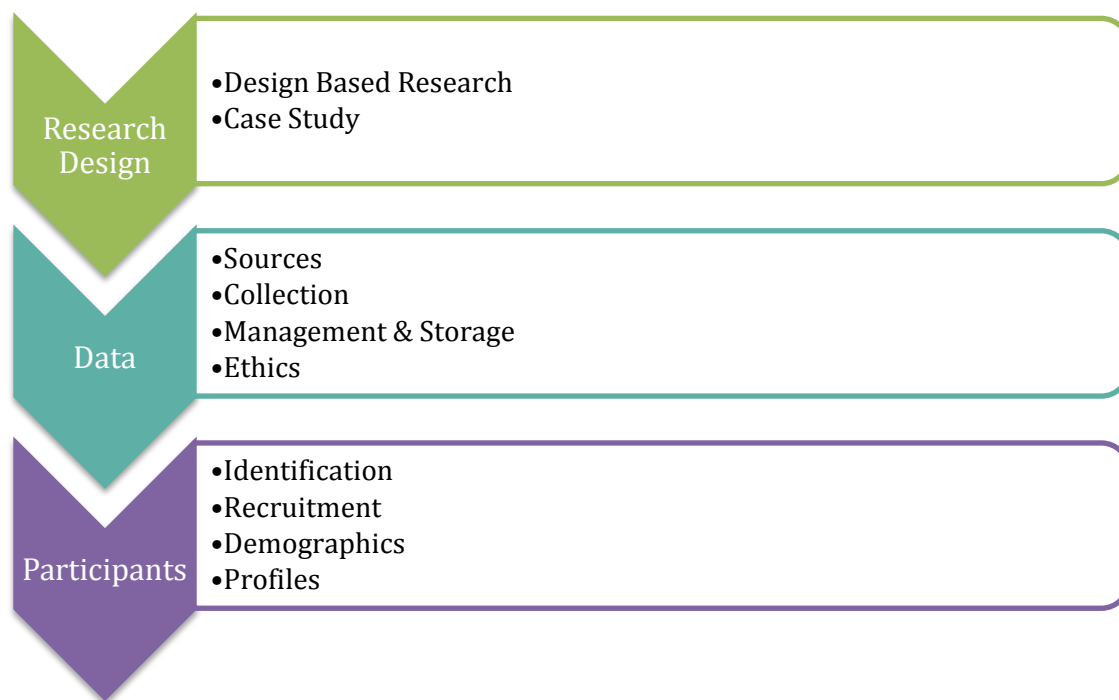 Research
Design
•Design Based Research
•Case Study
Data
•Sources
•Collection
•Management & Storage
•Ethics
Participants
•Identification
•Recruitment
•Demographics
•Profiles